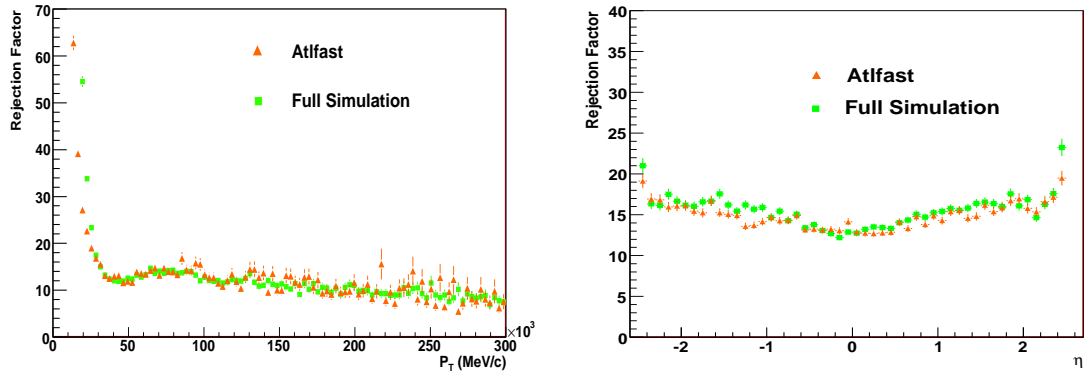 Rejection Factor
70
60
50
40
30
20
10
0
Atlfast
Full Simulation
0 50 100 150 200 250 300
×10³
P_T (MeV/c)
Rejection Factor
40
35
30
25
20
15
10
5
0
Atlfast
Full Simulation
-2 -1 0 1 2
η